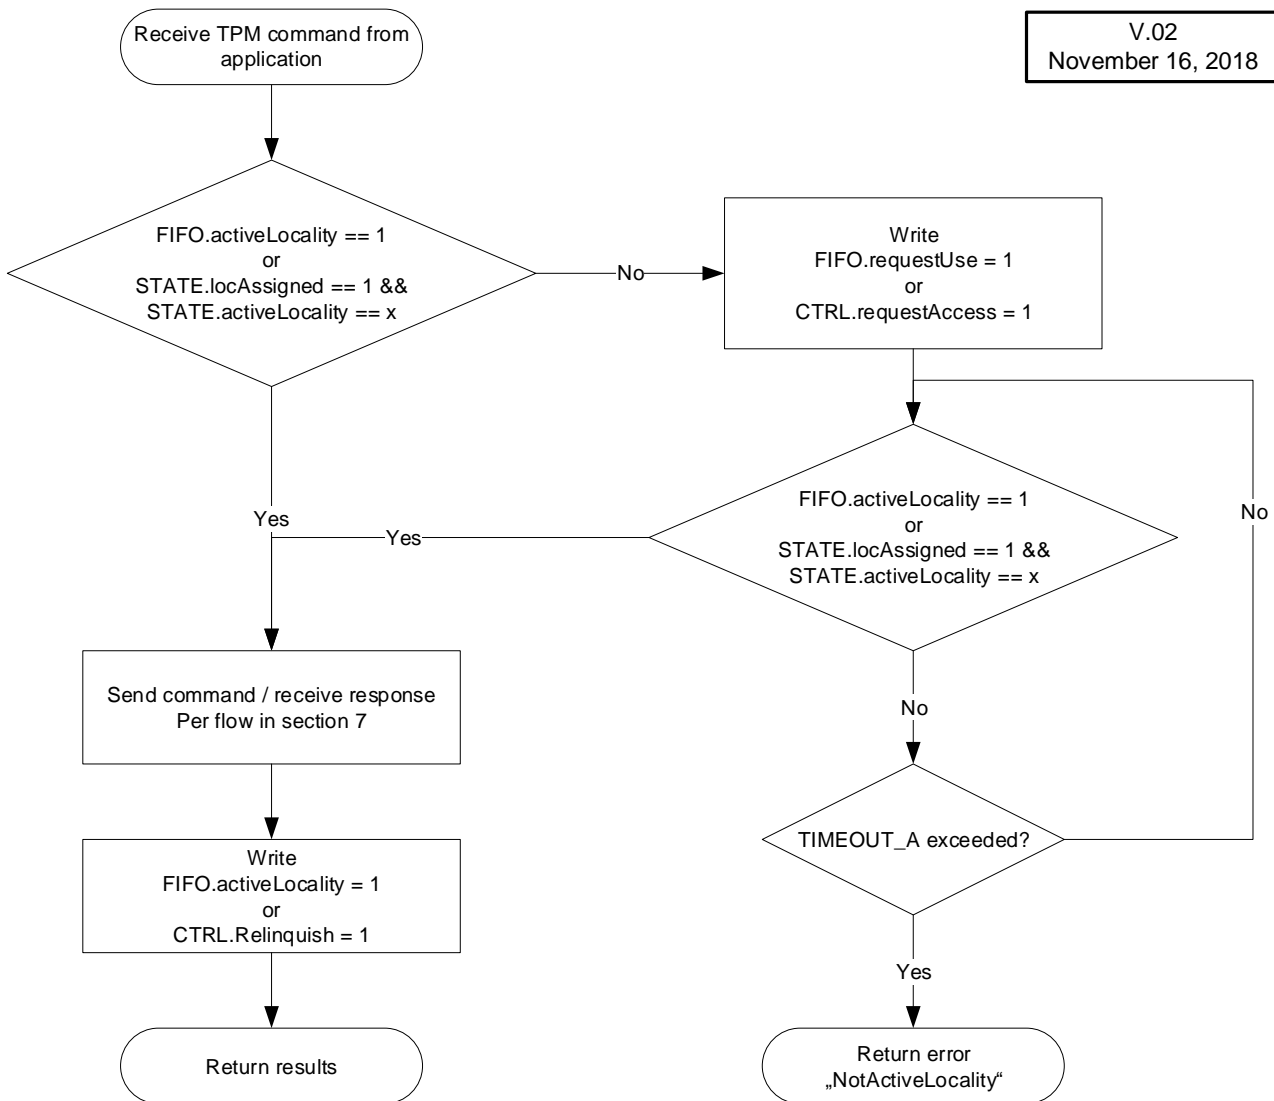 Receive TPM command from
application
V.02
November 16, 2018
FIFO.activeLocality == 1
or
STATE.locAssigned == 1 &&
STATE.activeLocality == x
No
Write
FIFO.requestUse = 1
or
CTRL.requestAccess = 1
Yes
Yes
FIFO.activeLocality == 1
or
STATE.locAssigned == 1 &&
STATE.activeLocality == x
No
Send command / receive response
Per flow in section 7
No
TIMEOUT_A exceeded?
Write
FIFO.activeLocality = 1
or
CTRL.Relinquish = 1
Yes
Return results
Return error
„NotActiveLocality“